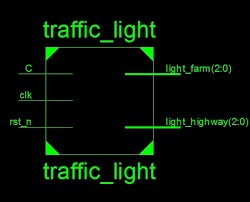 traffic_light
C light_farm(2:0)
clk
rst_n light_highway(2:0)
traffic_light